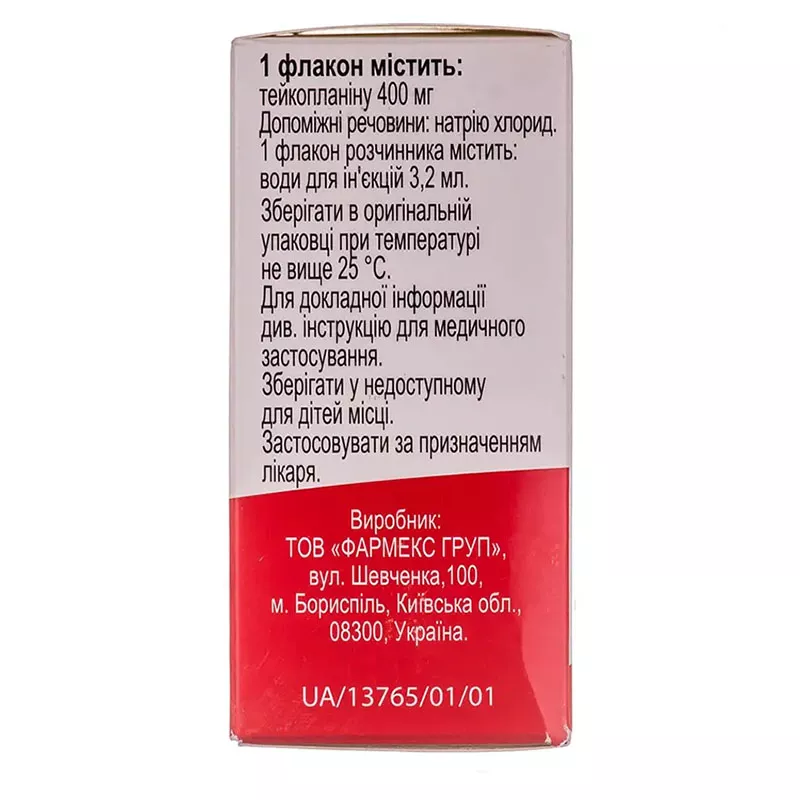 1 флакон містить:
тейкопланіну 400 мг
Допоміжні речовини: натрію хлорид.
1 флакон розчинника містить:
води для ін'єкцій 3,2 мл.
Зберігати в оригінальній
упаковці при температурі
не вище 25 °С.
Для докладної інформації
див. інструкцію для медичного
застосування.
Зберігати у недоступному
для дітей місці.
Застосовувати за призначенням
лікаря.
Виробник:
ТОВ «ФАРМЕКС ГРУП»,
вул. Шевченка,100,
м. Бориспіль, Київська обл.,
08300, Україна.
UA/13765/01/01